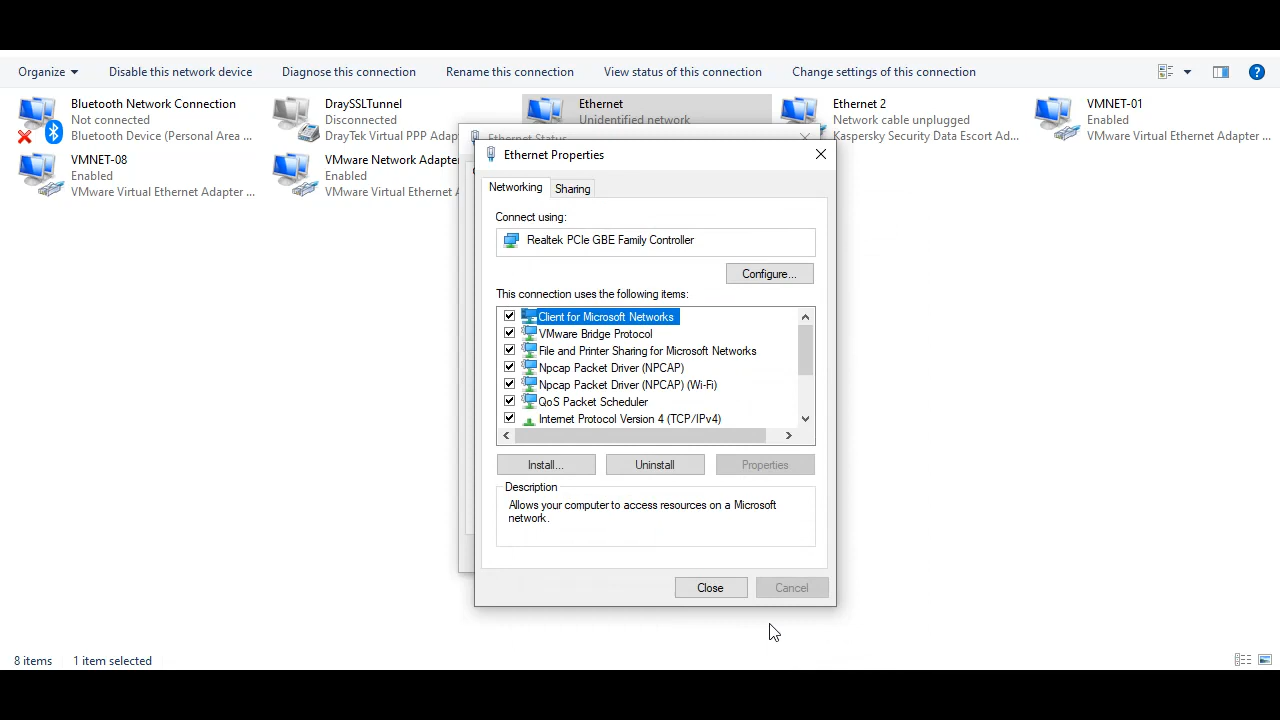 Organize
Disable this network device
Diagnose this connection
Rename this connection
View status of this connection
Change settings of this connection
Bluetooth Network Connection
Not connected
Bluetooth Device (Personal Area ...
DraySSLTunnel
Disconnected
DrayTek Virtual PPP Adap
Ethernet
Unidentified network
Ethernet 2
Network cable unplugged
Kaspersky Security Data Escort Ad...
VMNET-01
Enabled
VMware Virtual Ethernet Adapter ...
VMNET-08
Enabled
VMware Virtual Ethernet Adapter ...
VMware Network Adapter
Enabled
VMware Virtual Ethernet A
Ethernet Status
Ethernet Properties
Networking
Sharing
Connect using:
Realtek PCIe GBE Family Controller
Configure...
This connection uses the following items:
Client for Microsoft Networks
VMware Bridge Protocol
File and Printer Sharing for Microsoft Networks
Npcap Packet Driver (NPCAP)
Npcap Packet Driver (NPCAP) (Wi-Fi)
QoS Packet Scheduler
Internet Protocol Version 4 (TCP/IPv4)
Install...
Uninstall
Properties
Description
Allows your computer to access resources on a Microsoft
network.
Close
Cancel
8 items
1 item selected